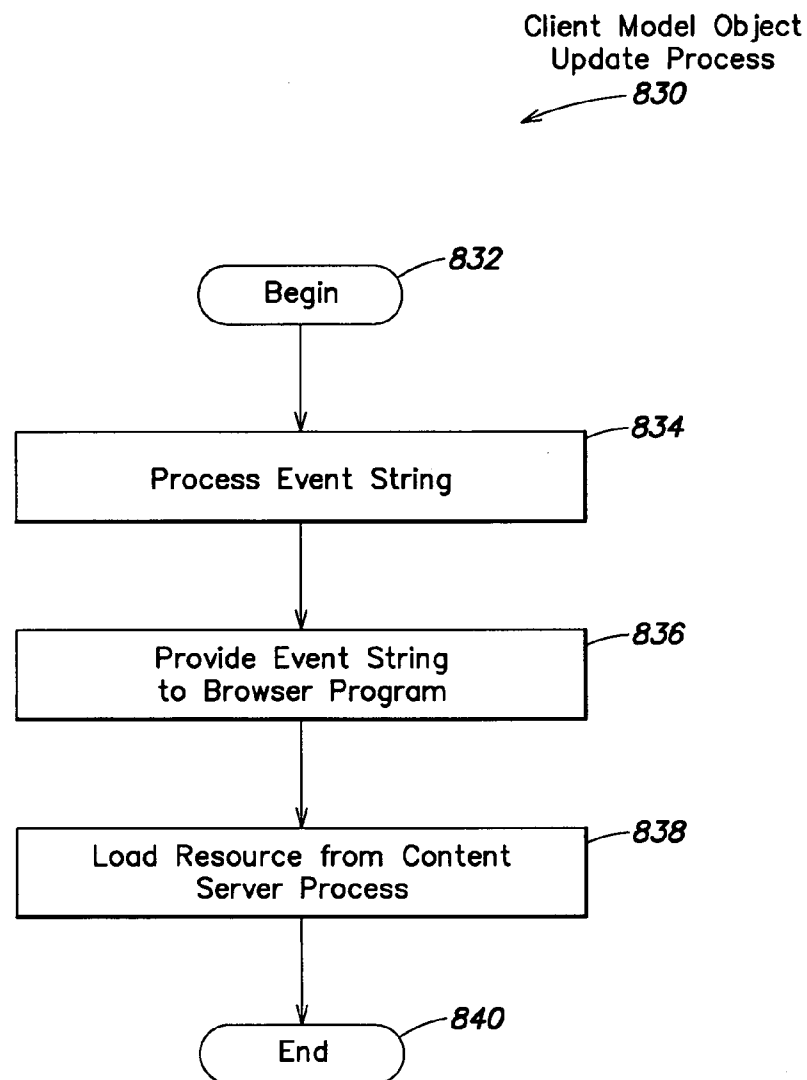 Client Model Object
Update Process
830
832
Begin
834
Process Event String
836
Provide Event String
to Browser Program
838
Load Resource from Content
Server Process
840
End